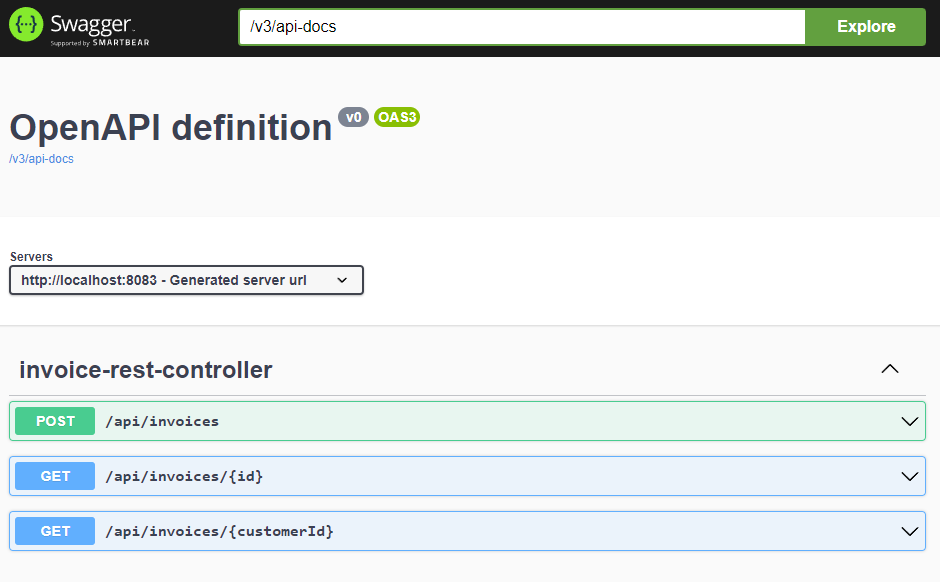 {···} Swagger.
Supported by SMARTBEAR
/v3/api-docs
Explore
OpenAPI definition v0 OAS3
/v3/api-docs
Servers
http://localhost:8083 - Generated server url
invoice-rest-controller
POST /api/invoices
GET /api/invoices/{id}
GET /api/invoices/{customerId}